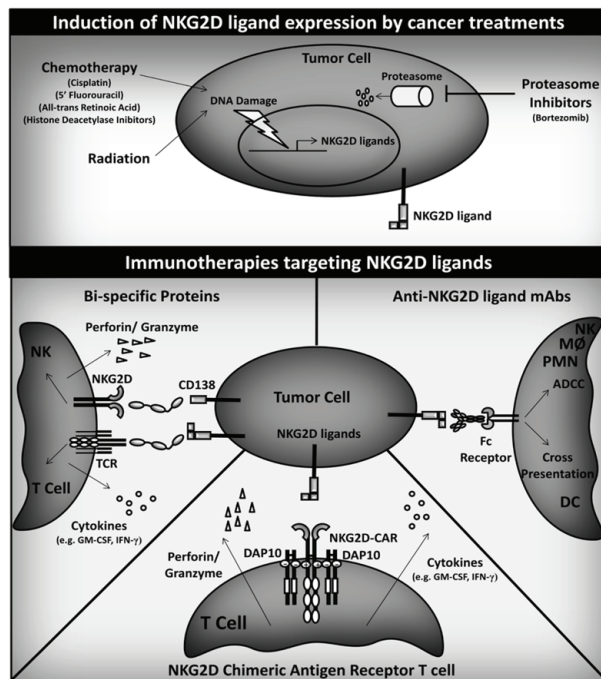 Induction of NKG2D ligand expression by cancer treatments
Tumor Cell
Chemotherapy
(Cisplatin)
(5' Fluorouracil)
(All-trans Retinoic Acid)
(Histone Deacetylase Inibitors)
Radiation
DNA Damage
Proteasome
NKG2D ligands
Proteasome
Inhibitors
(Bortezomib)
NKG2D ligand
Immunotherapies targeting NKG2D ligands
Bi-specific Proteins
Anti-NKG2D ligand mAbs
Perforin/ Granzyme
NK
NKG2D
CD138
TCR
T Cell
Cytokines
(e.g. GM-CSF, IFN-γ)
Tumor Cell
NKG2D ligands
NK
MØ
PMN
ADCC
Fc
Receptor
Cross
Presentation
DC
NKG2D-CAR
DAP10
DAP10
Perforin/
Granzyme
Cytokines
(e.g. GM-CSF, IFN-γ)
T Cell
NKG2D Chimeric Antigen Receptor T cell